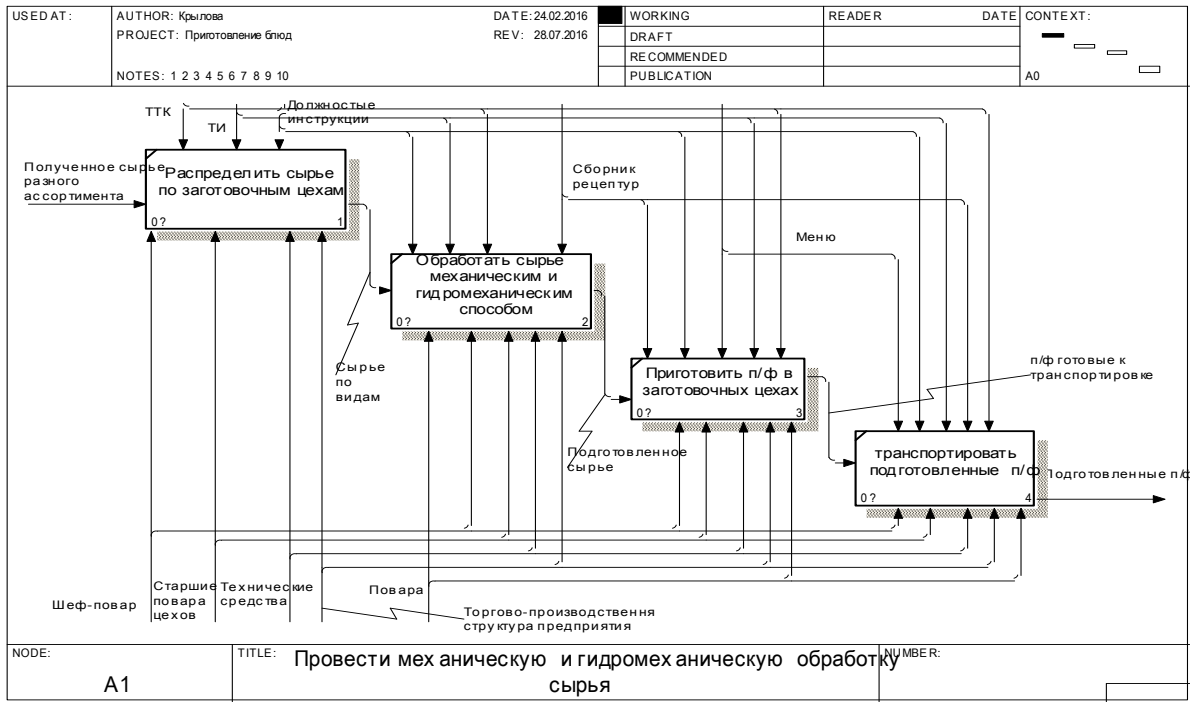 USED AT:
AUTHOR: Крылова
DATE: 24.02.2016
PROJECT: Приготовление блюд
REV: 28.07.2016
NOTES: 1 2 3 4 5 6 7 8 9 10
WORKING
DRAFT
RECOMMENDED
PUBLICATION
READER
DATE
CONTEXT:
A0
ТТК
ТИ
Должностые
инструкции
Полученное сырье
разного
ассортимента
Распределить сырье
по заготовочным цехам
0?
1
Сборник
рецептур
Меню
Обработать сырье
механическим и
гидромеханическим
способом
0?
2
Сырье
по
видам
Приготовить п/ф в
заготовочных цехах
0?
3
п/ф готовые к
транспортировке
Подготовленное
сырье
транспортировать
подготовленные п/ф
0?
4
Подготовленные п/ф
Шеф-повар
Старшие
повара
цехов
Технические
средства
Повара
Торгово-производствення
структура предприятия
NODE:
A1
TITLE:
Провести механическую и гидромеханическую обработку
сырья
NUMBER: